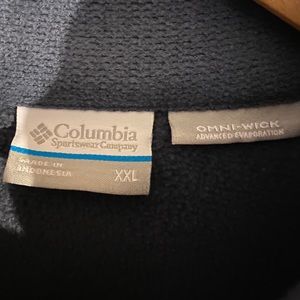 Columbia
Sportswear Company
MADE IN
INDONESIA
XXL
OMNI-WICK
ADVANCED EVAPORATION